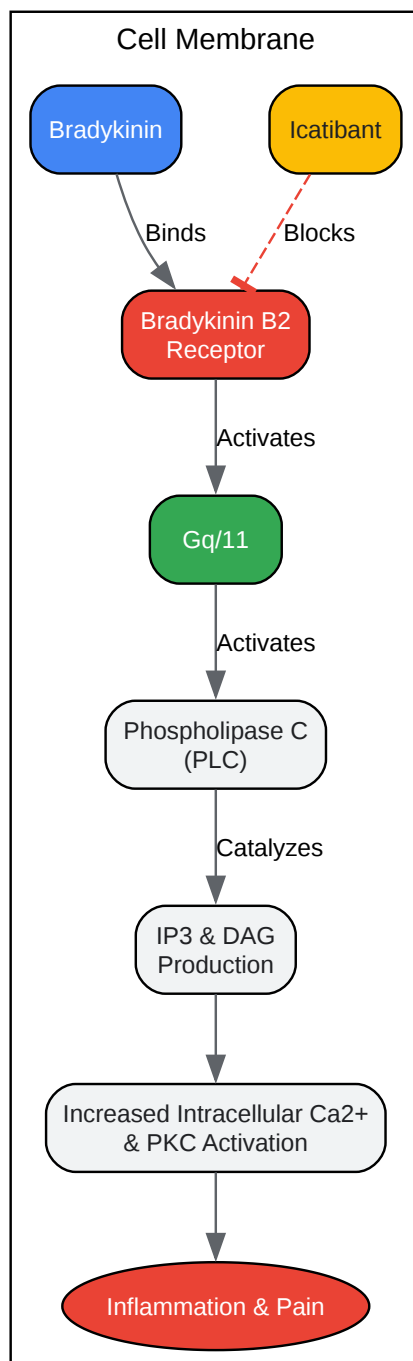 Cell Membrane
Bradykinin
Icatibant
Binds
Blocks
Bradykinin B2
Receptor
Activates
Gq/11
Activates
Phospholipase C
(PLC)
Catalyzes
IP3 & DAG
Production
Increased Intracellular Ca2+
& PKC Activation
Inflammation & Pain